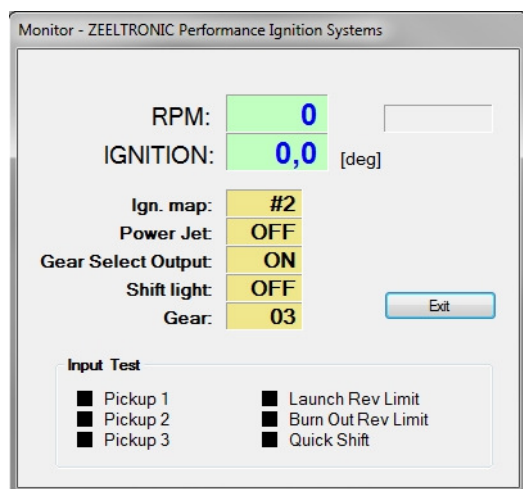 Monitor - ZEELTRONIC Performance Ignition Systems
RPM: 0
IGNITION: 0,0 [deg]
Ign. map: #2
Power Jet: OFF
Gear Select Output: ON
Shift light: OFF
Gear: 03
Exit
Input Test
Pickup 1 Launch Rev Limit
Pickup 2 Burn Out Rev Limit
Pickup 3 Quick Shift